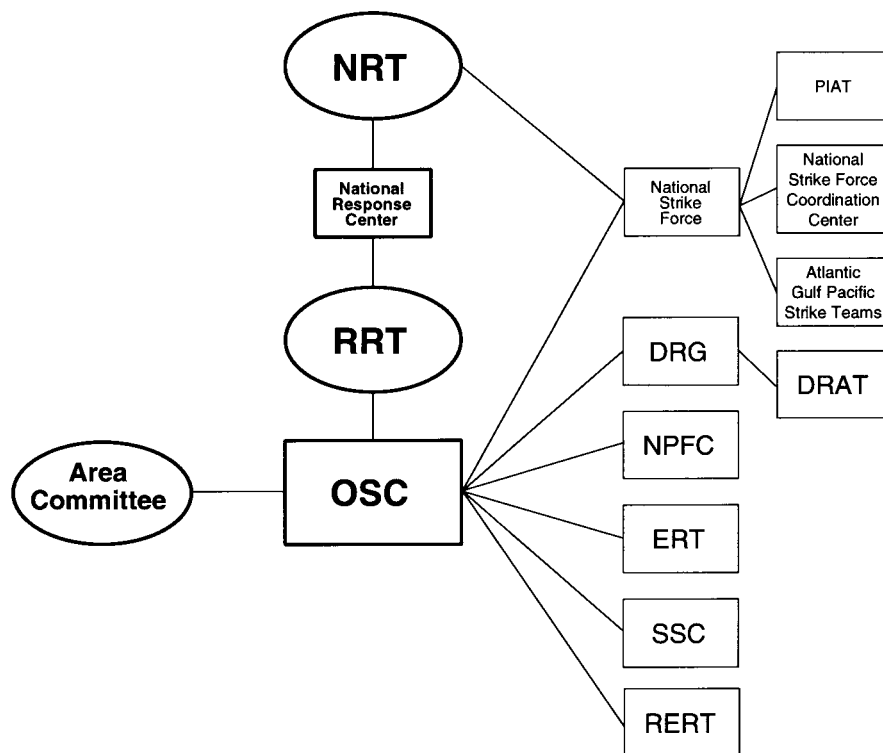 NRT
PIAT
National
Response
Center
National
Strike
Force
National
Strike Force
Coordination
Center
Atlantic
Gulf Pacific
Strike Teams
RRT
DRG
DRAT
Area
Committee
OSC
NPFC
ERT
SSC
RERT